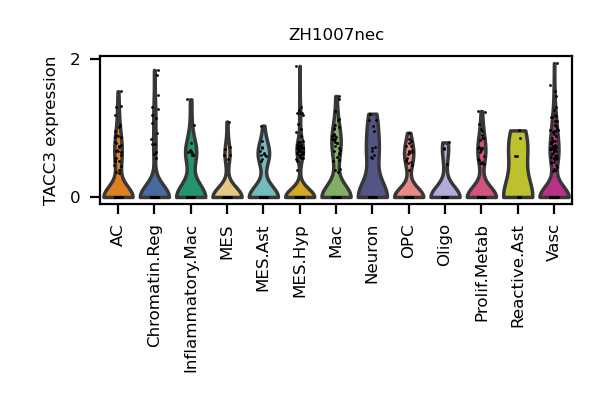 ZH1007nec
TACC3 expression
2
0
AC
Chromatin.Reg
Inflammatory.Mac
MES
MES.Ast
MES.Hyp
Mac
Neuron
OPC
Oligo
Prolif.Metab
Reactive.Ast
Vasc